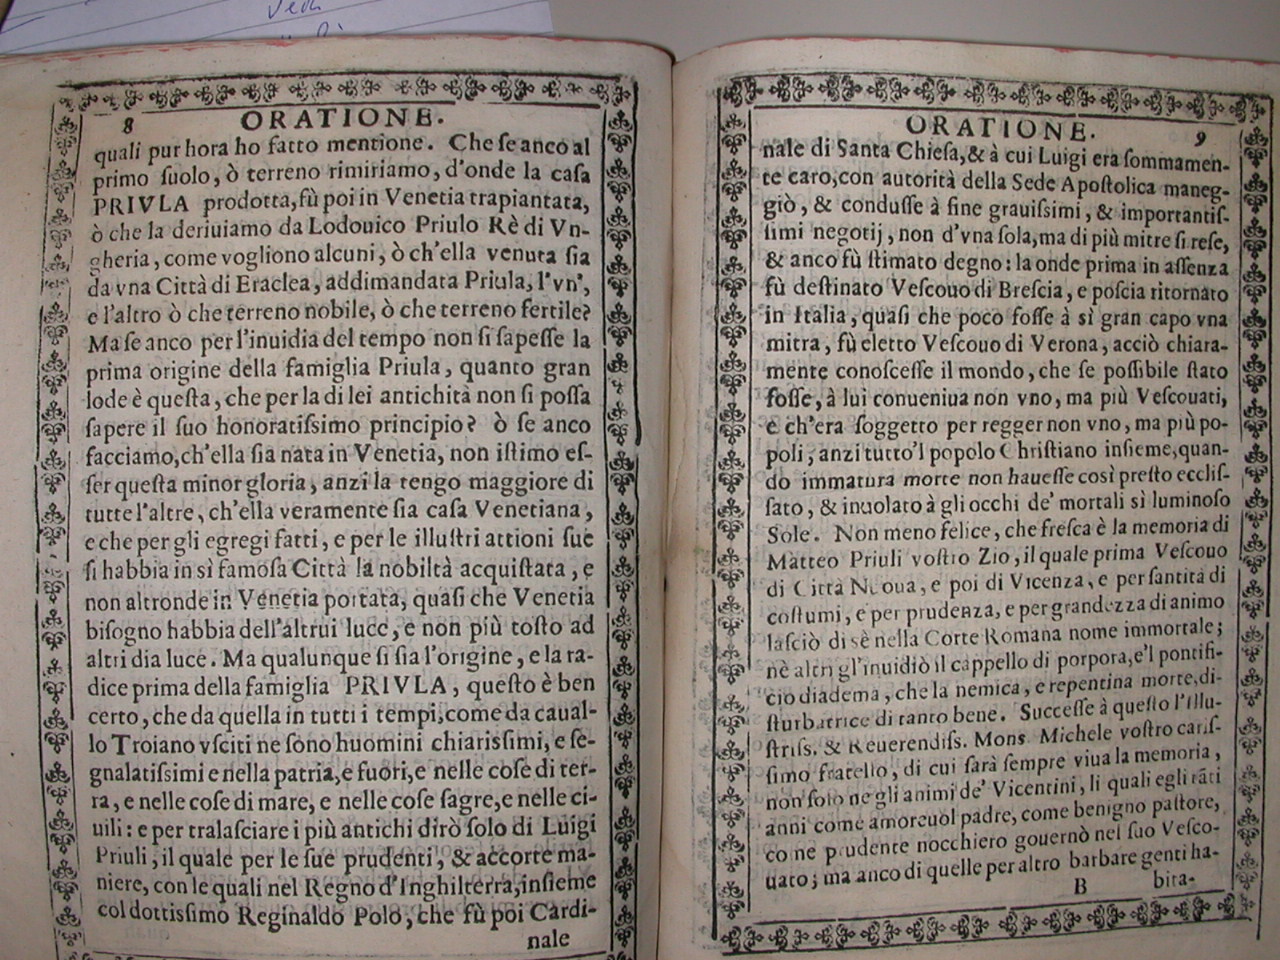 8
ORATIONE.
quali pur hora ho fatto mentione. Che ſe anco al
primo ſuolo, ò terreno rimiriamo, d'onde la caſa
PRIVLA prodotta, fù poi in Venetia trapiantata,
ò che la deriuiamo da Lodouico Priulo Rè di Vn-
gheria, come vogliono alcuni, ò ch'ella venuta ſia
da vna Città di Eraclea, addimandata Priula, l'vn',
e l'altro ò che terreno nobile, ò che terreno fertile?
Ma ſe anco per l'inuidia del tempo non ſi ſapeſſe la
prima origine della famiglia Priula, quanto gran
lode è queſta, che per la di lei antichità non ſi poſſa
ſapere il ſuo honoratiſsimo principio? ò ſe anco
facciamo, ch'ella ſia nata in Venetia, non iſtimo eſ-
ſer queſta minor gloria, anzi la tengo maggiore di
tutte l'altre, ch'ella veramente ſia caſa Venetiana,
e che per gli egregi fatti, e per le illuſtri attioni ſue
ſi habbia in sì famoſa Città la nobiltà acquiſtata, e
non altronde in Venetia portata, quaſi che Venetia
biſogno habbia dell'altrui luce, e non più toſto ad
altri dia luce. Ma qualunque ſi ſia l'origine, e la ra-
dice prima della famiglia PRIVLA, queſto è ben
certo, che da quella in tutti i tempi, come da caual-
lo Troiano vſciti ne ſono huomini chiariſsimi, e ſe-
gnalatiſsimi e nella patria, e fuori, e nelle coſe di ter-
ra, e nelle coſe di mare, e nelle coſe ſagre, e nelle ci-
uili: e per tralaſciare i più antichi dirò ſolo di Luigi
Priuli, il quale per le ſue prudenti, & accorte ma-
niere, con le quali nel Regno d'Inghilterra, inſieme
col dottiſsimo Reginaldo Polo, che fù poi Cardi-
nale
ORATIONE.
9
nale di Santa Chieſa, & à cui Luigi era ſommamen-
te caro, con autorità della Sede Apoſtolica maneg-
giò, & conduſſe à fine grauiſsimi, & importantiſ-
ſimi negotij, non d'vna ſola, ma di più mitre ſi reſe,
& anco fù ſtimato degno: la onde prima in aſſenza
fù deſtinato Veſcouo di Breſcia, e poſcia ritornato
in Italia, quaſi che poco foſſe à sì gran capo vna
mitra, fù eletto Veſcouo di Verona, acciò chiara-
mente conoſceſſe il mondo, che ſe poſſibile ſtato
foſſe, à lui conueniua non vno, ma più Veſcouati,
e ch'era ſoggetto per regger non vno, ma più po-
poli, anzi tutto'l popolo Chriſtiano inſieme, quan-
do immatura morte non haueſſe così preſto eccliſ-
ſato, & inuolato à gli occhi de' mortali sì luminoſo
Sole. Non meno felice, che freſca è la memoria di
Matteo Priuli voſtro Zio, il quale prima Veſcouo
di Città Nuoua, e poi di Vicenza, e per ſantità di
coſtumi, e per prudenza, e per grandezza di animo
laſciò di sè nella Corte Romana nome immortale;
nè altri gl'inuidiò il cappello di porpora, e'l pontifi-
cio diadema, che la nemica, e repentina morte, di-
ſturbatrice di tanto bene. Succeſſe à queſto l'Illu-
ſtriſs. & Reuerendiſs. Mons. Michele voſtro cariſ-
ſimo fratello, di cui ſarà ſempre viua la memoria,
non ſolo ne gli animi de' Vicentini, li quali egli tãti
anni come amoreuol padre, come benigno paſtore,
come prudente nocchiero gouernò nel ſuo Veſco-
uato; ma anco di quelle per altro barbare genti ha-
B
bita-